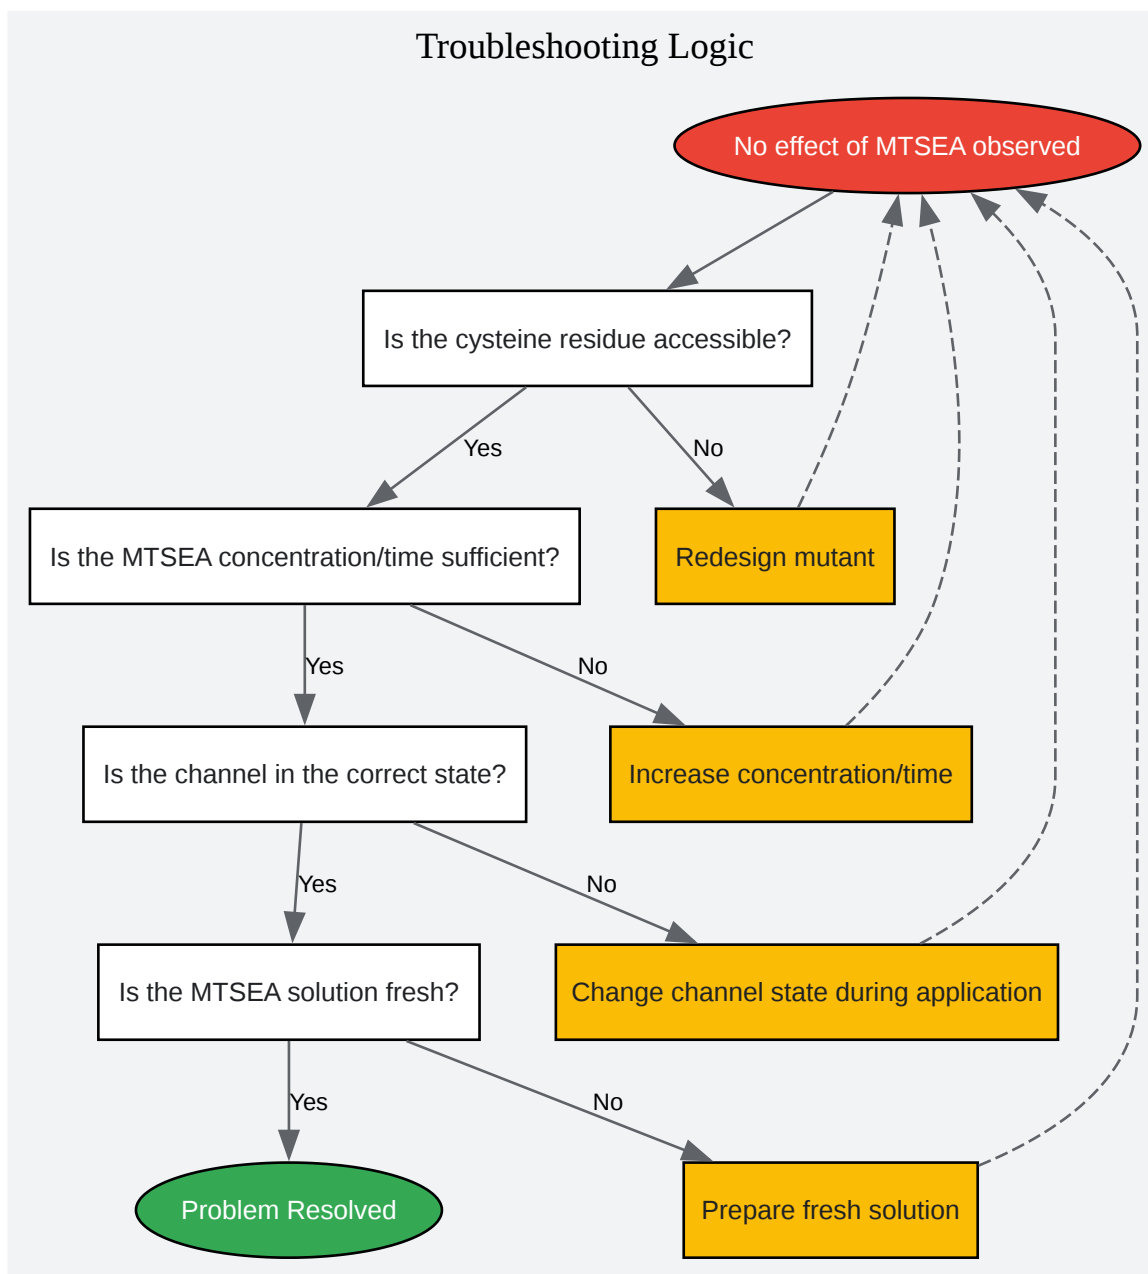 Troubleshooting Logic
No effect of MTSEA observed
Is the cysteine residue accessible?
Yes
No
Is the MTSEA concentration/time sufficient?
Redesign mutant
Yes
No
Is the channel in the correct state?
Increase concentration/time
Yes
No
Is the MTSEA solution fresh?
Change channel state during application
Yes
No
Problem Resolved
Prepare fresh solution